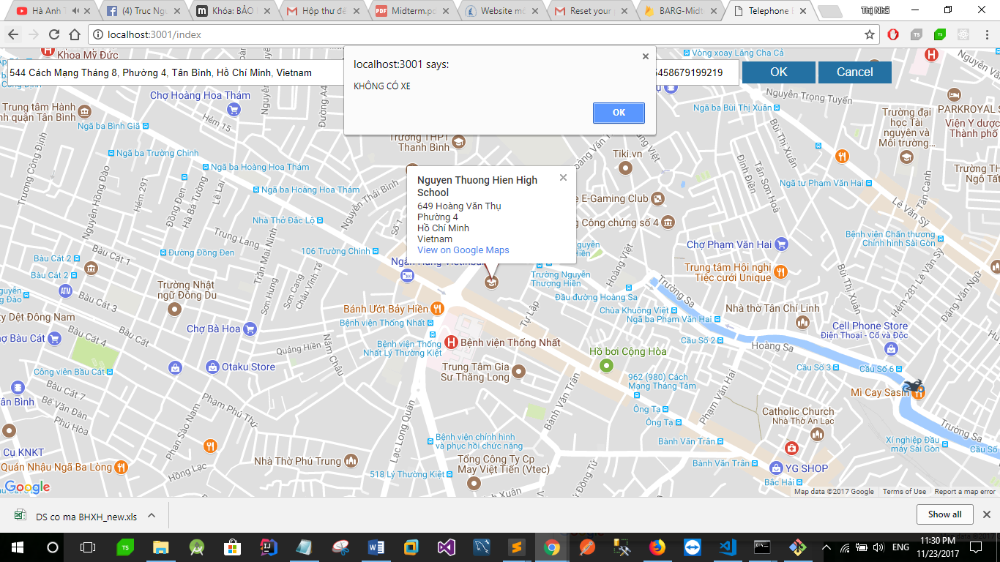 Hà Anh T
(4) Truc Ngu
Khóa: BẢO
Hộp thư đế
Midterm.pd
Website mớ
Reset your p
BARG-Midt
Telephone B
Thị Nhã
localhost:3001/index
544 Cách Mạng Tháng 8, Phường 4, Tân Bình, Hồ Chí Minh, Vietnam
5458679199219
OK
Cancel
localhost:3001 says:
KHÔNG CÓ XE
OK
Khoa Mỹ Đức
Vòng xoay Lăng Cha Cả
Chợ Hoàng Hoa Thám
Trung tâm Hành
quận Tân Bình
Ngã ba Bình Giã
Hẻm 15
Đường A4
Nguyễn Trọng Tuyển
Ngã ba Bùi Thị Xuân
Bùi Thị Xuân
Trường đại
học Tài
nguyên và
Môi trường...
PARKROYAL S
Viện Y dược
Thành phố
Trường THPT
Thanh Bình
Trương Công Định
Nguyễn Hồng Đào
Ngã ba Trường Chinh
Ngã ba Hoàng Hoa Thám
Hẻm 291
Đồng Đen
Hà Bá Tường
Lê Lai
Ngã ba Hoàng Hoa Thám
Nguyễn Thái Bình
Tiki.vn
Đinh Điền
Tân Sơn Hoà
Ngã tư Phạm Văn Hai
Tân Canh
Lê Văn Sỹ
Nguyen Thuong Hien High
School
649 Hoàng Văn Thụ
Phường 4
Hồ Chí Minh
Vietnam
View on Google Maps
E-Gaming Club
Công chứng số 4
Nhà Thờ Đắc Lộ
Số 1
Trung Lang
Trần Mai Ninh
106 Trường Chinh
Đường Đồng Đen
Bàu Cát 2
Bàu Cát 2
Bàu Cát 3
Bàu Cát 4
Bàu Cát 7
Chợ Phạm Văn Hai
Bệnh viện Chấn thương
Chỉnh hình Sài Gòn
Hoàng Việt
Trường Nguyễn
Thượng Hiền
Trung tâm Hội nghị
Tiệc cưới Unique
Bùi Thị Xuân
Hẻm 281 Lê Văn Sỹ
Đặng Văn Ngữ
ATM
Trường Nhật
ngữ Đông Du
Sơn Hưng
Sơn Cang
Châu Vĩnh Tế
Đầu đường Hoàng Sa
Trường Sa
Bánh Ướt Bảy Hiền
Tự Lập
Chùa Khuông Việt
Ngã ba Phạm Văn Hai
Nhà thờ Tân Chí Linh
ty Dệt Đông Nam
Chợ Bà Hoa
Bệnh viện Thống Nhất
Bệnh viện Thống
Nhất Lý Thường Kiệt
Bệnh viện Thống Nhất
Cell Phone Store
Điện Thoại - Cổ và Độc
Cầu Số 2
Hoàng Sa
Quảng Hiền
Năm Châu
Hồ bơi Cộng Hòa
Cầu Số 3
Cầu Số 6
Otaku Store
Công viên Bầu Cát
Trung Tâm Gia
Sư Thăng Long
962 (980) Cách
Mạng Tháng Tám
Mì Cay Sasin
Tân Bình
Bế Văn Đàn
Phú Hòa
Phạm Phú Thứ
Phan Sào Nam
Lạc Long Quân
Bành Văn Trân
Ông Tạ
Ông Tạ
Phạm Văn Hai
Catholic Church
Nhà Thờ An Lạc
Trường Sa
Cụ KNKT
Quán Nhậu Ngã Ba Lòng
Hồng Lạc
Nhà Thờ Phú Trung
Bệnh viện chỉnh hình
và phục hồi chức năng
Tổng Công Ty Cp
May Việt Tiến (Vtec)
518 Lý Thường Kiệt
Bành Văn Trân
Bành Văn Trân
Xí nghiệp Đầu
máy Sài Gòn
YG SHOP
Bắc Hải
Google
Map data ©2017 Google
Terms of Use
Report a map error
DS co ma BHXH_new.xls
Show all
ENG
11:30 PM
11/23/2017